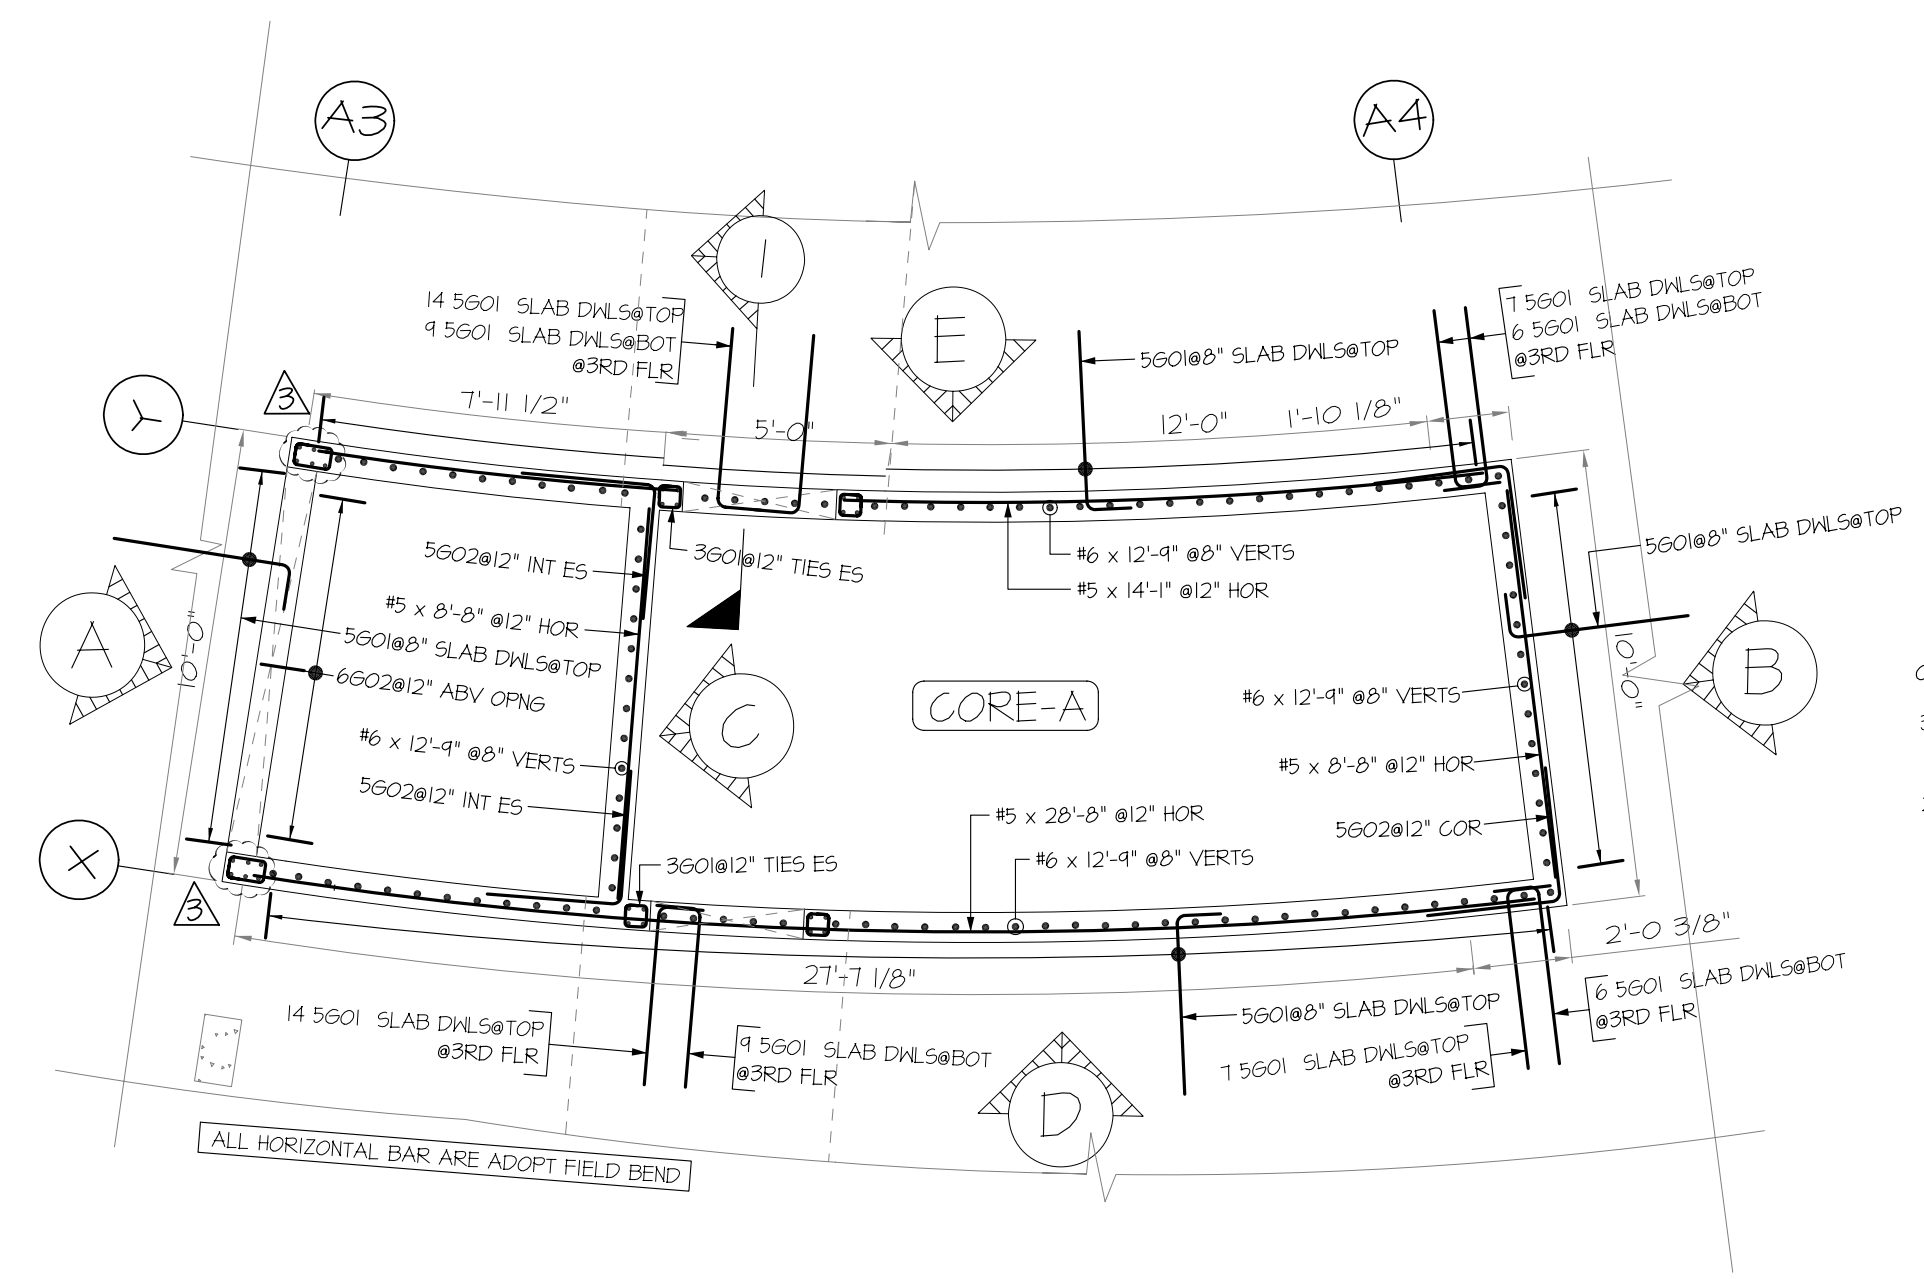 A3
A4
1
E
14 5G01 SLAB DWLS@TOP
9 5G01 SLAB DWLS@BOT
@3RD FLR
7 5G01 SLAB DWLS@TOP
6 5G01 SLAB DWLS@BOT
@3RD FLR
5G01@8" SLAB DWLS@TOP
3
7'-11 1/2"
5'-0"
12'-0"
1'-10 1/8"
Y
5G02@12" INT ES
3G01@12" TIES ES
#6 x 12'-9" @8" VERTS
#5 x 14'-1" @12" HOR
5G01@8" SLAB DWLS@TOP
#5 x 8'-8" @12" HOR
A
10'-0"
5G01@8" SLAB DWLS@TOP
6G02@12" ABV OPNG
10'-0"
B
C
CORE-A
#6 x 12'-9" @8" VERTS
#6 x 12'-9" @8" VERTS
#5 x 8'-8" @12" HOR
5G02@12" INT ES
#5 x 28'-8" @12" HOR
5G02@12" COR
X
3G01@12" TIES ES
#6 x 12'-9" @8" VERTS
3
2'-0 3/8"
27'-7 1/8"
14 5G01 SLAB DWLS@TOP
@3RD FLR
9 5G01 SLAB DWLS@BOT
@3RD FLR
5G01@8" SLAB DWLS@TOP
6 5G01 SLAB DWLS@BOT
@3RD FLR
7 5G01 SLAB DWLS@TOP
@3RD FLR
D
ALL HORIZONTAL BAR ARE ADOPT FIELD BEND